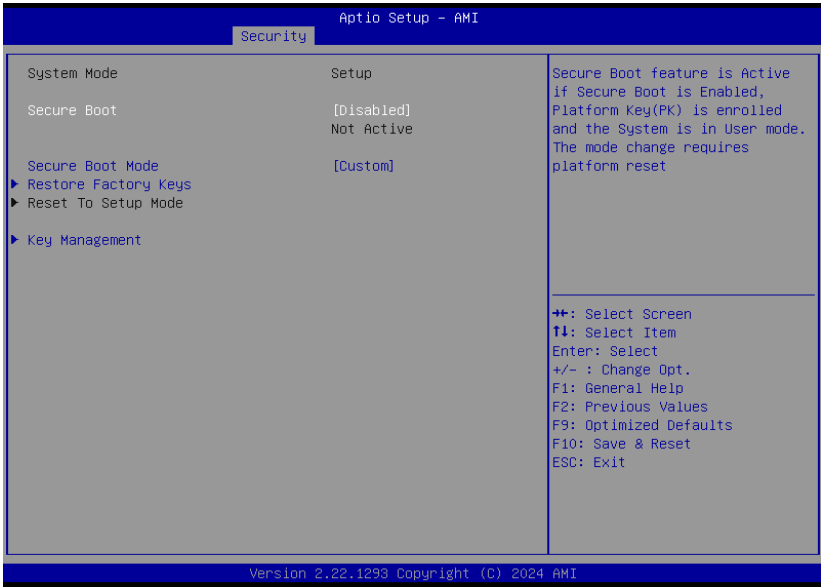 Aptio Setup - AMI
Security
System Mode Setup
Secure Boot [Disabled]
Not Active
Secure Boot Mode [Custom]
▶ Restore Factory Keys
▶ Reset To Setup Mode
▶ Key Management
Secure Boot feature is Active
if Secure Boot is Enabled,
Platform Key(PK) is enrolled
and the System is in User mode.
The mode change requires
platform reset
→←: Select Screen
↑↓: Select Item
Enter: Select
+/- : Change Opt.
F1: General Help
F2: Previous Values
F9: Optimized Defaults
F10: Save & Reset
ESC: Exit
Version 2.22.1293 Copyright (C) 2024 AMI